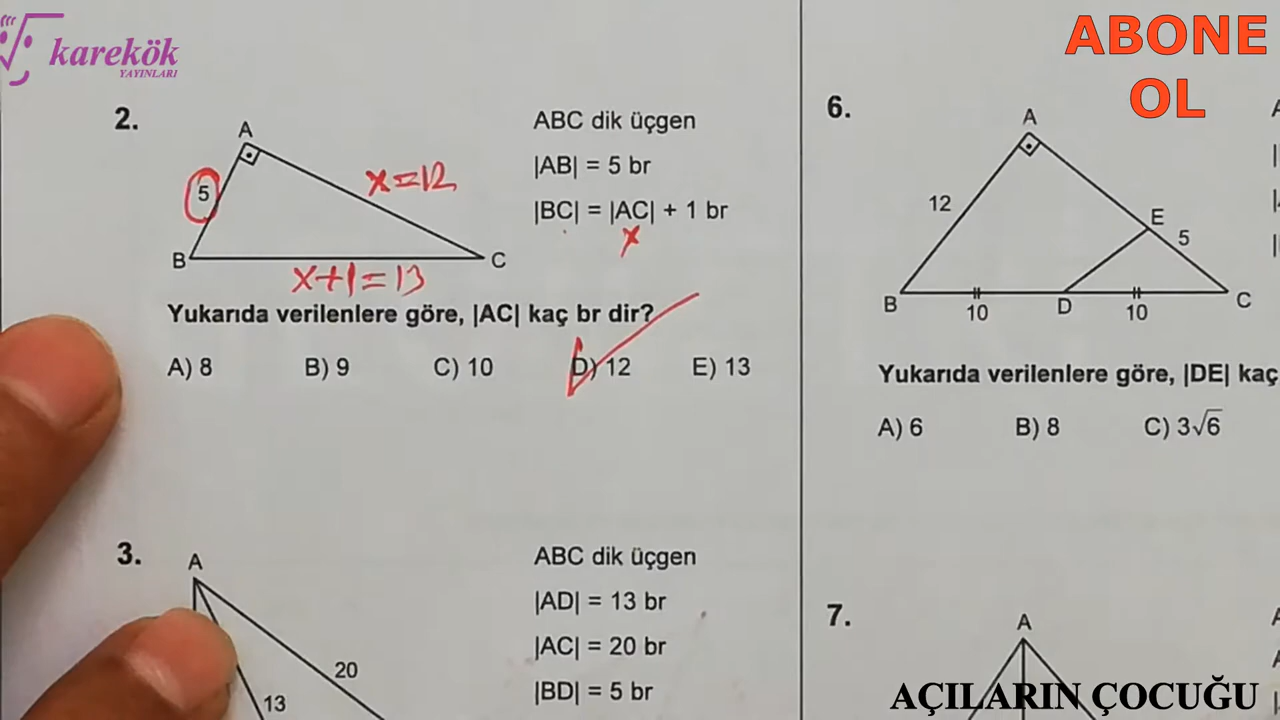 karekök
YAYINLARI
ABONE
OL
2.
A
5
x=12
B
C
x+1=13
ABC dik üçgen
|AB| = 5 br
|BC| = |AC| + 1 br
x
Yukarıda verilenlere göre, |AC| kaç br dir?
A) 8 B) 9 C) 10 D) 12 E) 13
3.
A
20
13
ABC dik üçgen
|AD| = 13 br
|AC| = 20 br
|BD| = 5 br
6.
A
12
E
5
B
D
C
10
10
Yukarıda verilenlere göre, |DE| kaç
A) 6 B) 8 C) 3√6
7.
A
AÇILARIN ÇOCUĞU